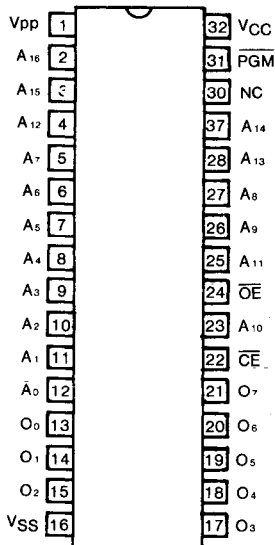 Vpp 1 32 VCC
A16 2 31 PGM
A15 3 30 NC
A12 4 37 A14
A7 5 28 A13
A6 6 27 A8
A5 7 26 A9
A4 8 25 A11
A3 9 24 OE
A2 10 23 A10
A1 11 22 CE
A0 12 21 O7
O0 13 20 O6
O1 14 19 O5
O2 15 18 O4
VSS 16 17 O3